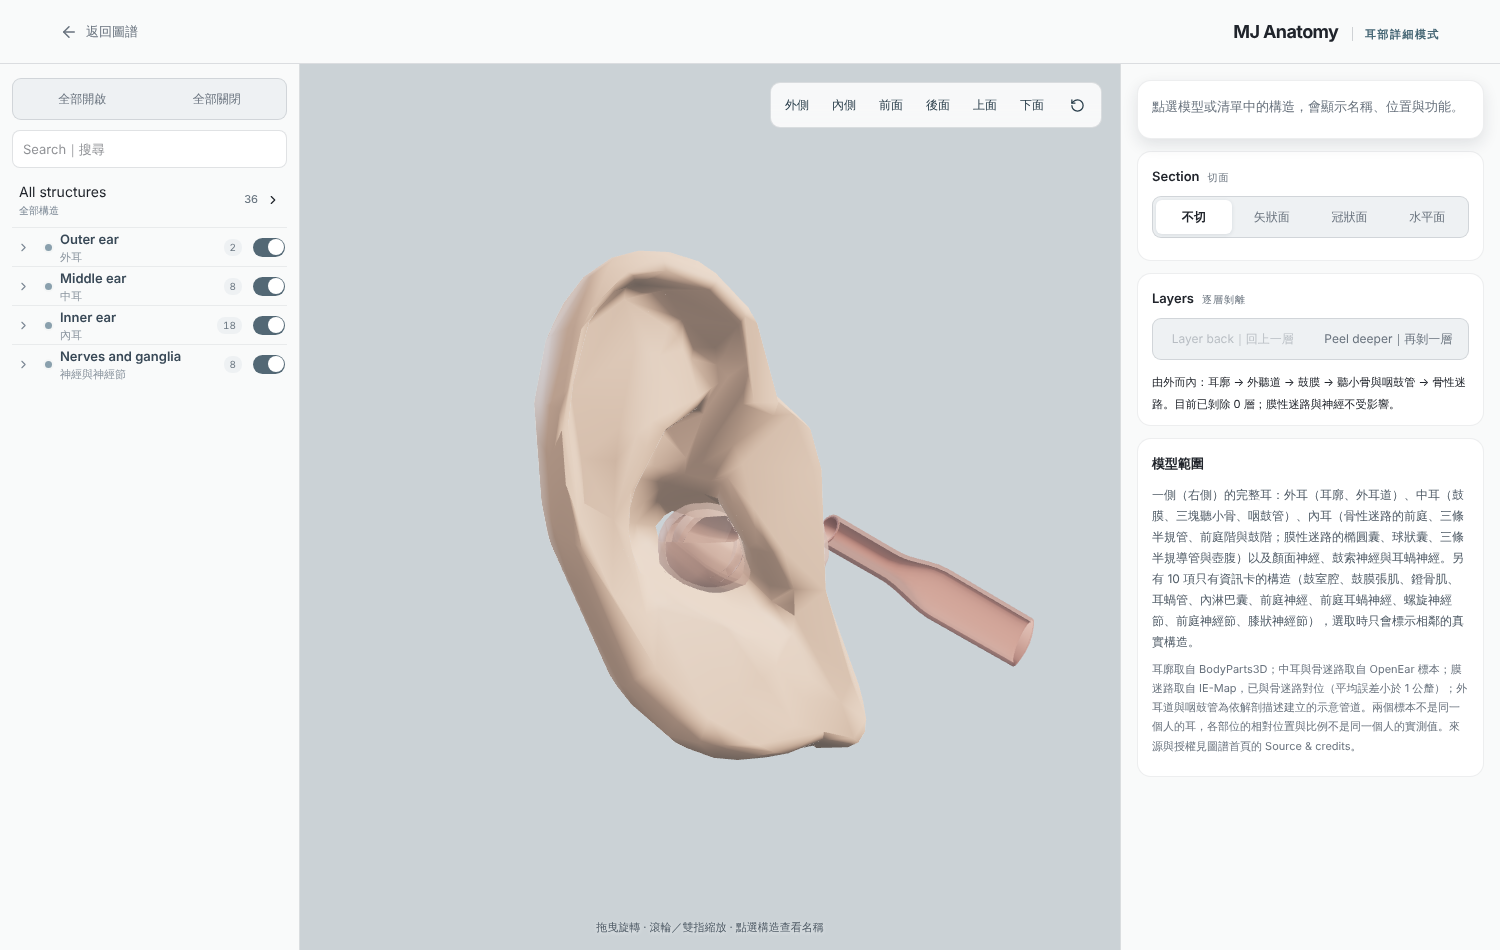 返回圖譜
MJ Anatomy
耳部詳細模式
全部開啟
全部關閉
Search｜搜尋
All structures
全部構造
36
Outer ear
外耳
2
Middle ear
中耳
8
Inner ear
內耳
18
Nerves and ganglia
神經與神經節
8
外側
內側
前面
後面
上面
下面
拖曳旋轉 · 滾輪／雙指縮放 · 點選構造查看名稱
點選模型或清單中的構造，會顯示名稱、位置與功能。
Section 切面
不切
矢狀面
冠狀面
水平面
Layers 逐層剝離
Layer back｜回上一層
Peel deeper｜再剝一層
由外而內：耳廓 → 外聽道 → 鼓膜 → 聽小骨與咽鼓管 → 骨性迷
路。目前已剝除 0 層；膜性迷路與神經不受影響。
模型範圍
一側（右側）的完整耳：外耳（耳廓、外耳道）、中耳（鼓
膜、三塊聽小骨、咽鼓管）、內耳（骨性迷路的前庭、三條
半規管、前庭階與鼓階；膜性迷路的橢圓囊、球狀囊、三條
半規導管與壺腹）以及顏面神經、鼓索神經與耳蝸神經。另
有 10 項只有資訊卡的構造（鼓室腔、鼓膜張肌、鐙骨肌、
耳蝸管、內淋巴囊、前庭神經、前庭耳蝸神經、螺旋神經
節、前庭神經節、膝狀神經節），選取時只會標示相鄰的真
實構造。
耳廓取自 BodyParts3D；中耳與骨迷路取自 OpenEar 標本；膜
迷路取自 IE-Map，已與骨迷路對位（平均誤差小於 1 公釐）；外
耳道與咽鼓管為依解剖描述建立的示意管道。兩個標本不是同一
個人的耳，各部位的相對位置與比例不是同一個人的實測值。來
源與授權見圖譜首頁的 Source & credits。